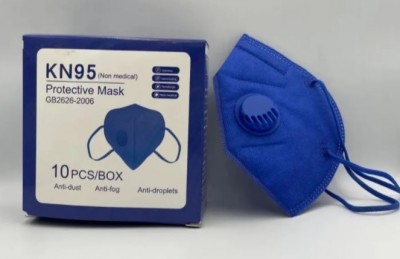 KN95 (Non medical)
Protective Mask
GB2626-2006
10 PCS/BOX
Anti-dust Anti-fog Anti-droplets